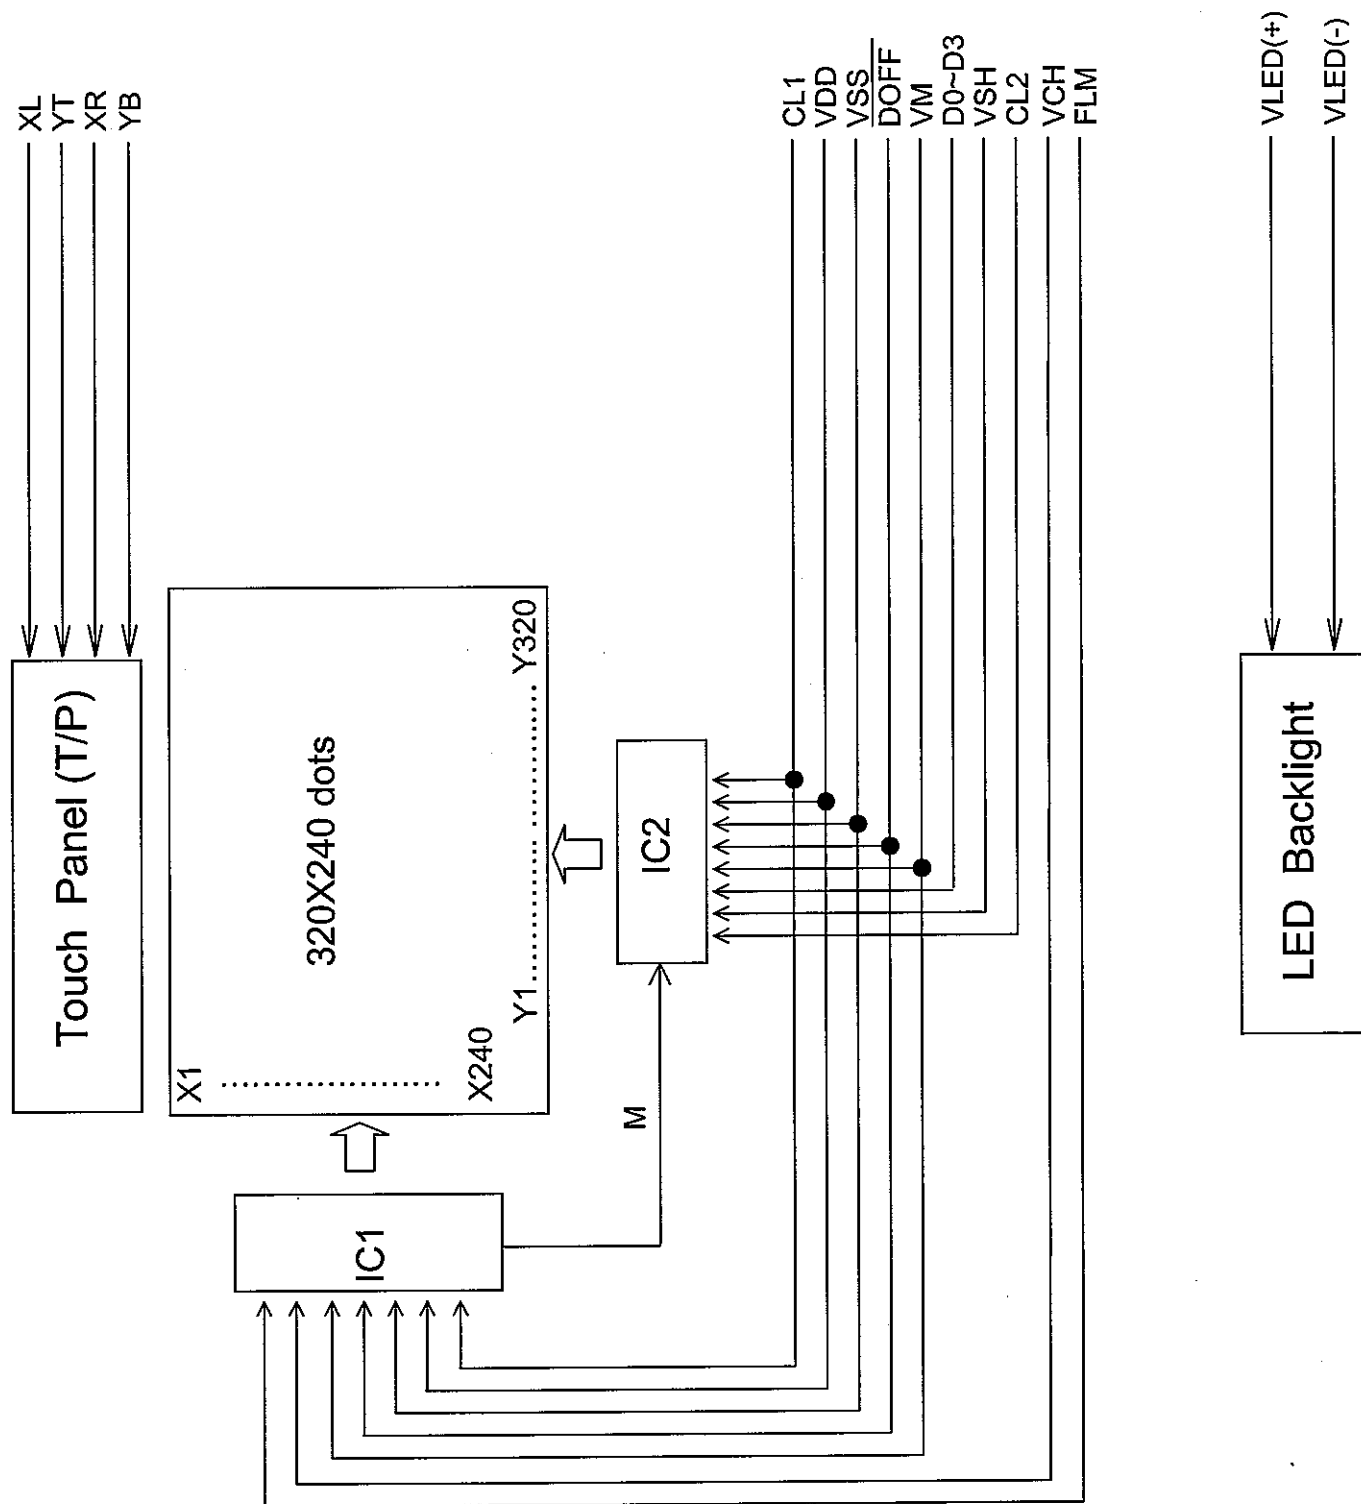 XL
YT
XR
YB
Touch Panel (T/P)
X1
X240
320X240 dots
Y1
Y320
IC1
M
IC2
CL1
VDD
VSS
DOFF
VM
D0~D3
VSH
CL2
VCH
FLM
LED Backlight
VLED(+)
VLED(-)